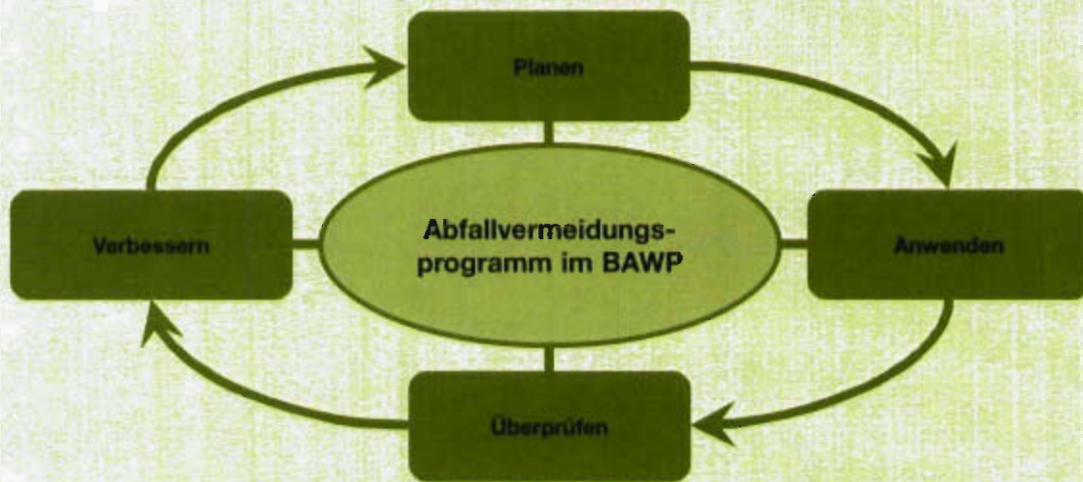 Planen
Verbessern
Abfallvermeidungs-
programm im BAWP
Anwenden
Überprüfen